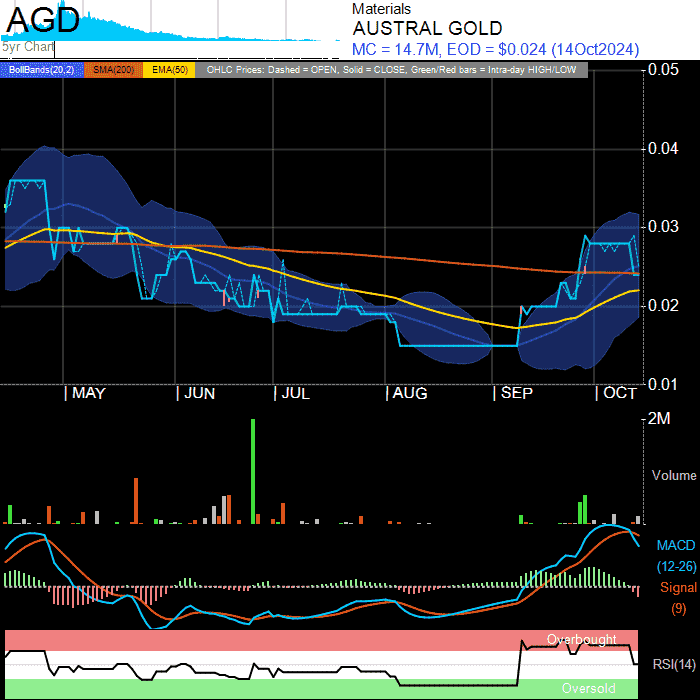 AGD
5yr Chart
Materials
AUSTRAL GOLD
MC = 14.7M, EOD = $0.024 (14Oct2024)
BollBands(20,2) SMA(200) EMA(50) OHLC Prices: Dashed = OPEN, Solid = CLOSE, Green/Red bars = Intra-day HIGH/LOW
0.05
0.04
0.03
0.02
0.01
| MAY | JUN | JUL | AUG | SEP | OCT
2M
Volume
MACD
(12-26)
Signal
(9)
Overbought
RSI(14)
Oversold